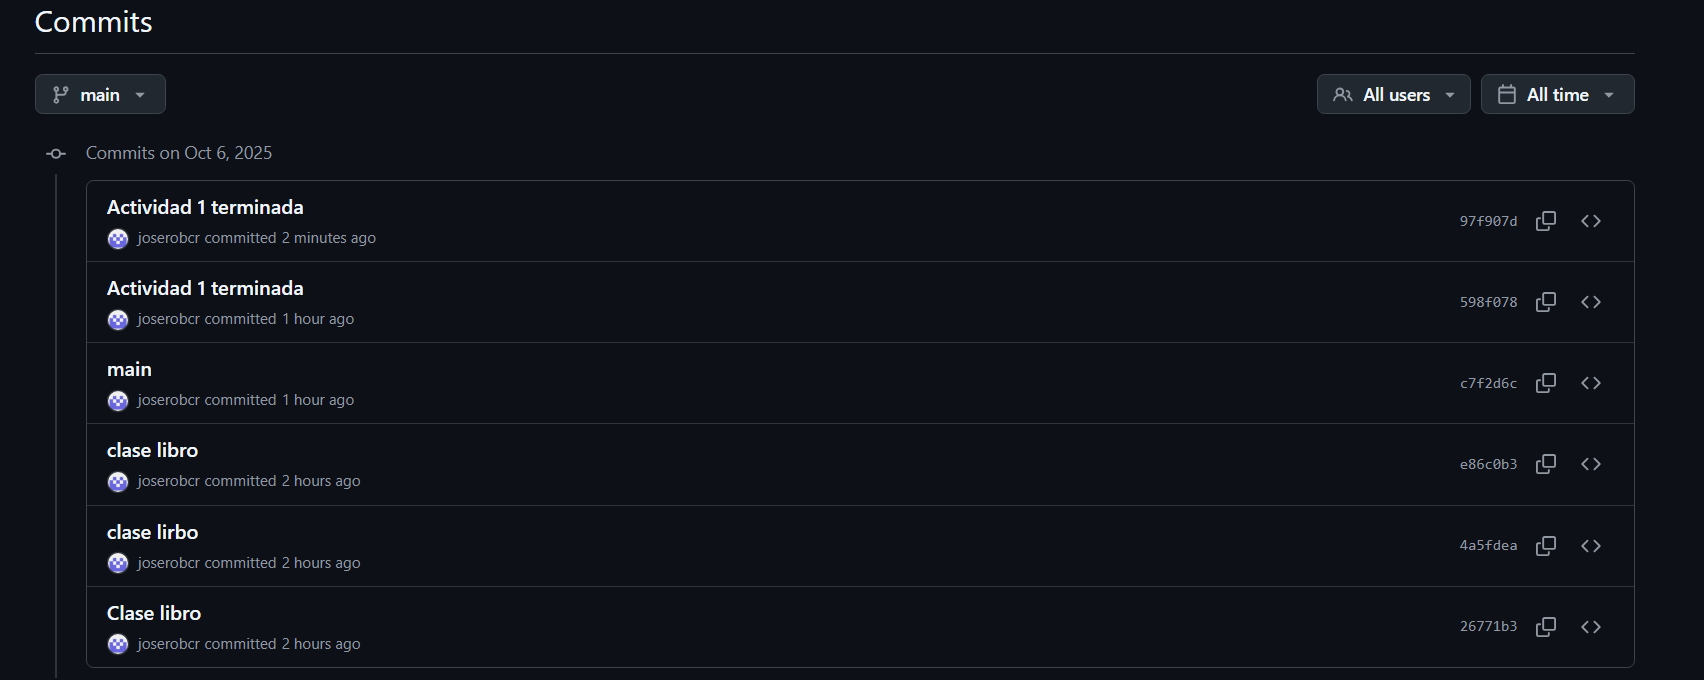 Commits
main
All users
All time
Commits on Oct 6, 2025
Actividad 1 terminada
joserobcr committed 2 minutes ago
97f907d
Actividad 1 terminada
joserobcr committed 1 hour ago
598f078
main
joserobcr committed 1 hour ago
c7f2d6c
clase libro
joserobcr committed 2 hours ago
e86c0b3
clase lirbo
joserobcr committed 2 hours ago
4a5fdea
Clase libro
joserobcr committed 2 hours ago
26771b3